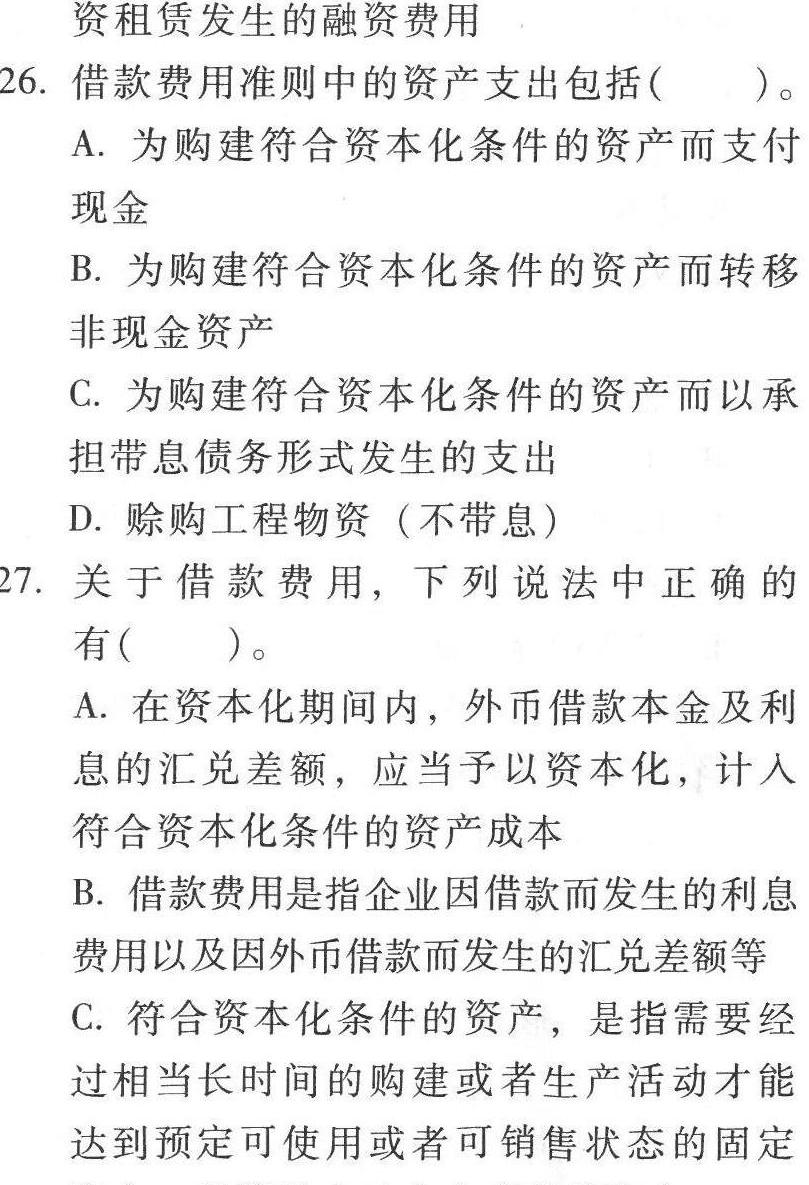 资租赁发生的融资费用
26. 借款费用准则中的资产支出包括(　　)。
A. 为购建符合资本化条件的资产而支付
现金
B. 为购建符合资本化条件的资产而转移
非现金资产
C. 为购建符合资本化条件的资产而以承
担带息债务形式发生的支出
D. 赊购工程物资（不带息）
27. 关于借款费用，下列说法中正确的
有(　　)。
A. 在资本化期间内，外币借款本金及利
息的汇兑差额，应当予以资本化，计入
符合资本化条件的资产成本
B. 借款费用是指企业因借款而发生的利息
费用以及因外币借款而发生的汇兑差额等
C. 符合资本化条件的资产，是指需要经
过相当长时间的购建或者生产活动才能
达到预定可使用或者可销售状态的固定